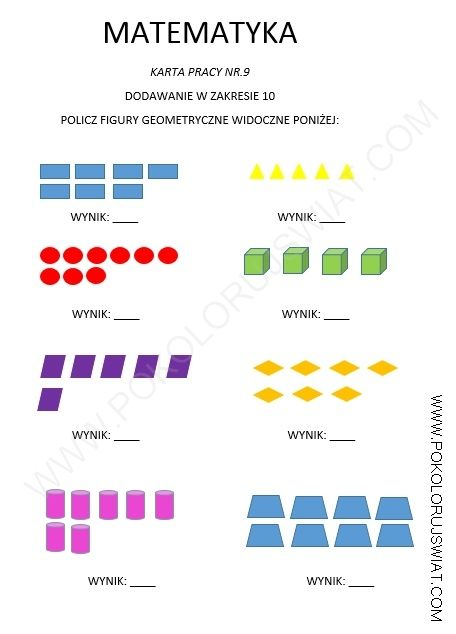 MATEMATYKA
KARTA PRACY NR.9
DODAWANIE W ZAKRESIE 10
POLICZ FIGURY GEOMETRYCZNE WIDOCZNE PONIŻEJ:
WYNIK: ____
WYNIK: ____
WYNIK: ____
WYNIK: ____
WYNIK: ____
WYNIK: ____
WYNIK: ____
WYNIK: ____
WWW.POKOLORUJSWIAT.COM
WWW.POKOLORUJSWIAT.COM